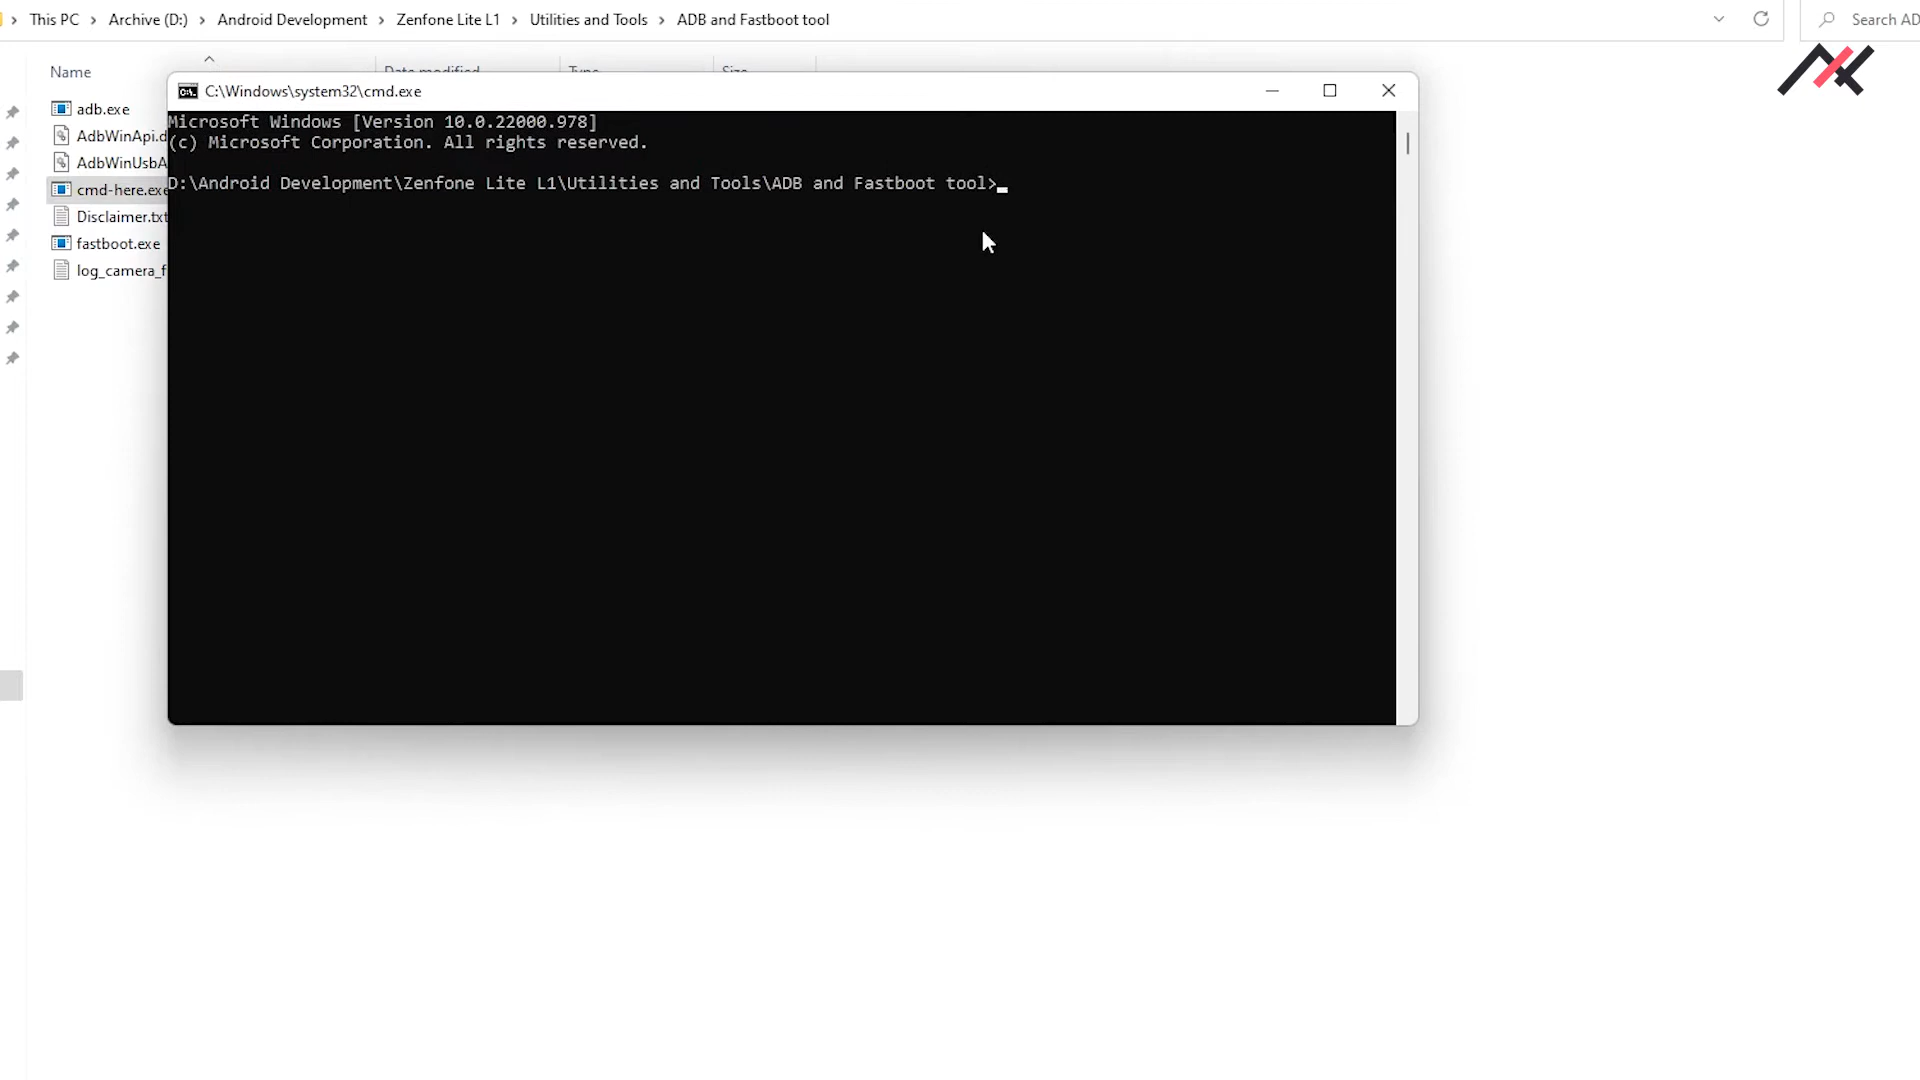 This PC > Archive (D:) > Android Development > Zenfone Lite L1 > Utilities and Tools > ADB and Fastboot tool
Search AD
Name
Date modified
Type
Size
C:\Windows\system32\cmd.exe
adb.exe
AdbWinApi.d
AdbWinUsbA
cmd-here.exe
Disclaimer.txt
fastboot.exe
log_camera_f
Microsoft Windows [Version 10.0.22000.978]
(c) Microsoft Corporation. All rights reserved.
D:\Android Development\Zenfone Lite L1\Utilities and Tools\ADB and Fastboot tool>